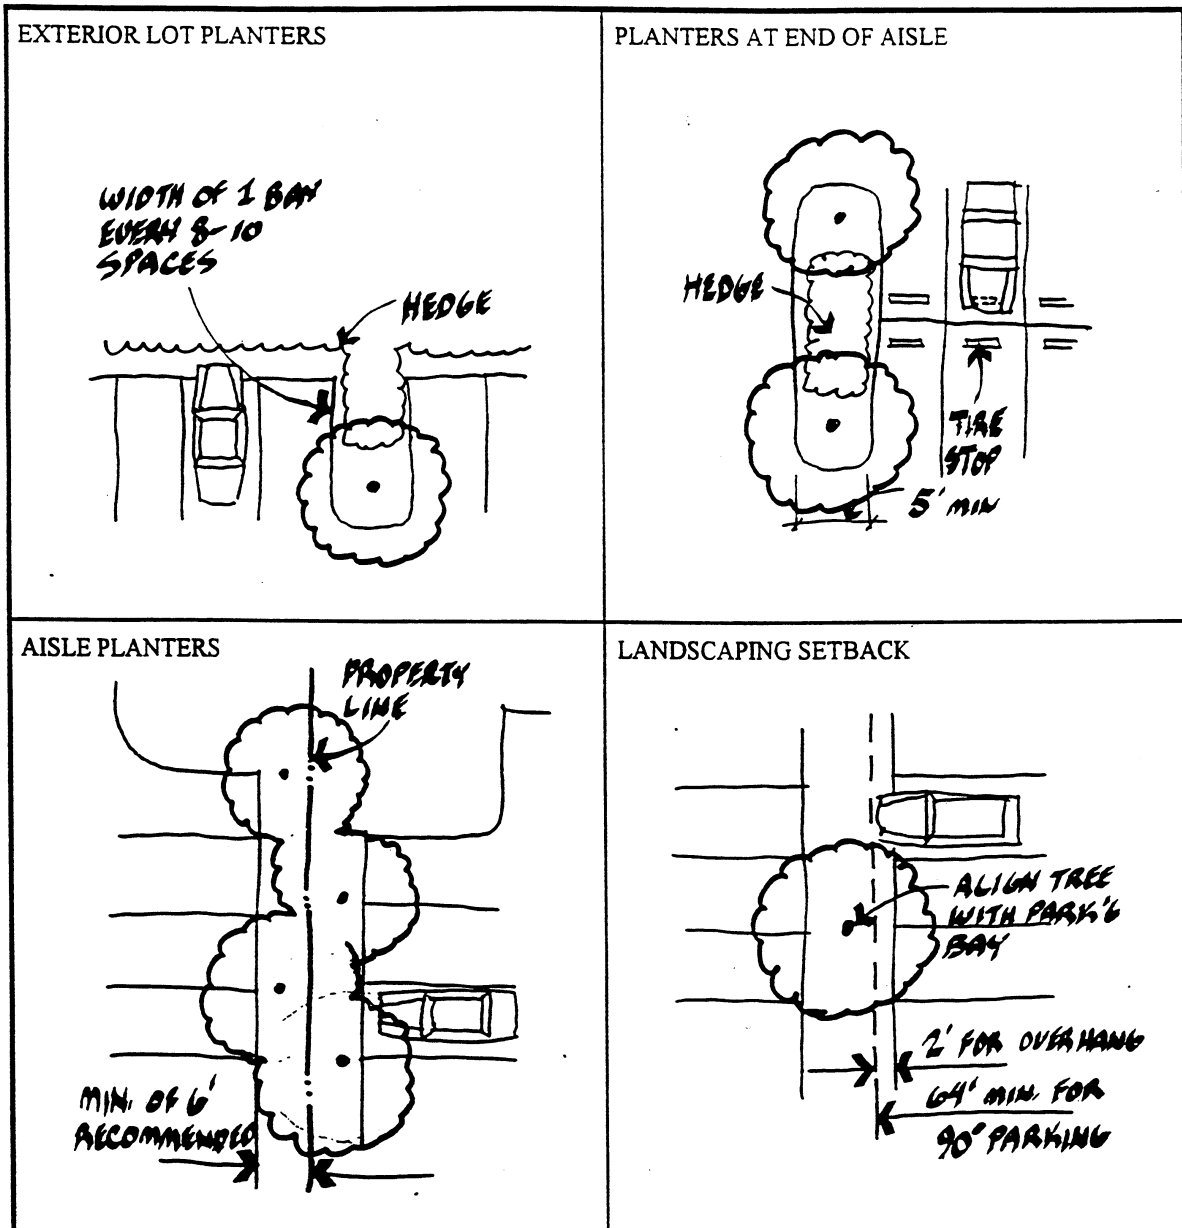 EXTERIOR LOT PLANTERS
WIDTH OF 1 BAY
EVERY 8-10
SPACES
HEDGE
PLANTERS AT END OF AISLE
HEDGE
TIRE
STOP
5' MIN
AISLE PLANTERS
PROPERTY
LINE
MIN. OF 6'
RECOMMENDED
LANDSCAPING SETBACK
ALIGN TREE
WITH PARK'G
BAY
2' FOR OVERHANG
64' MIN. FOR
90° PARKING